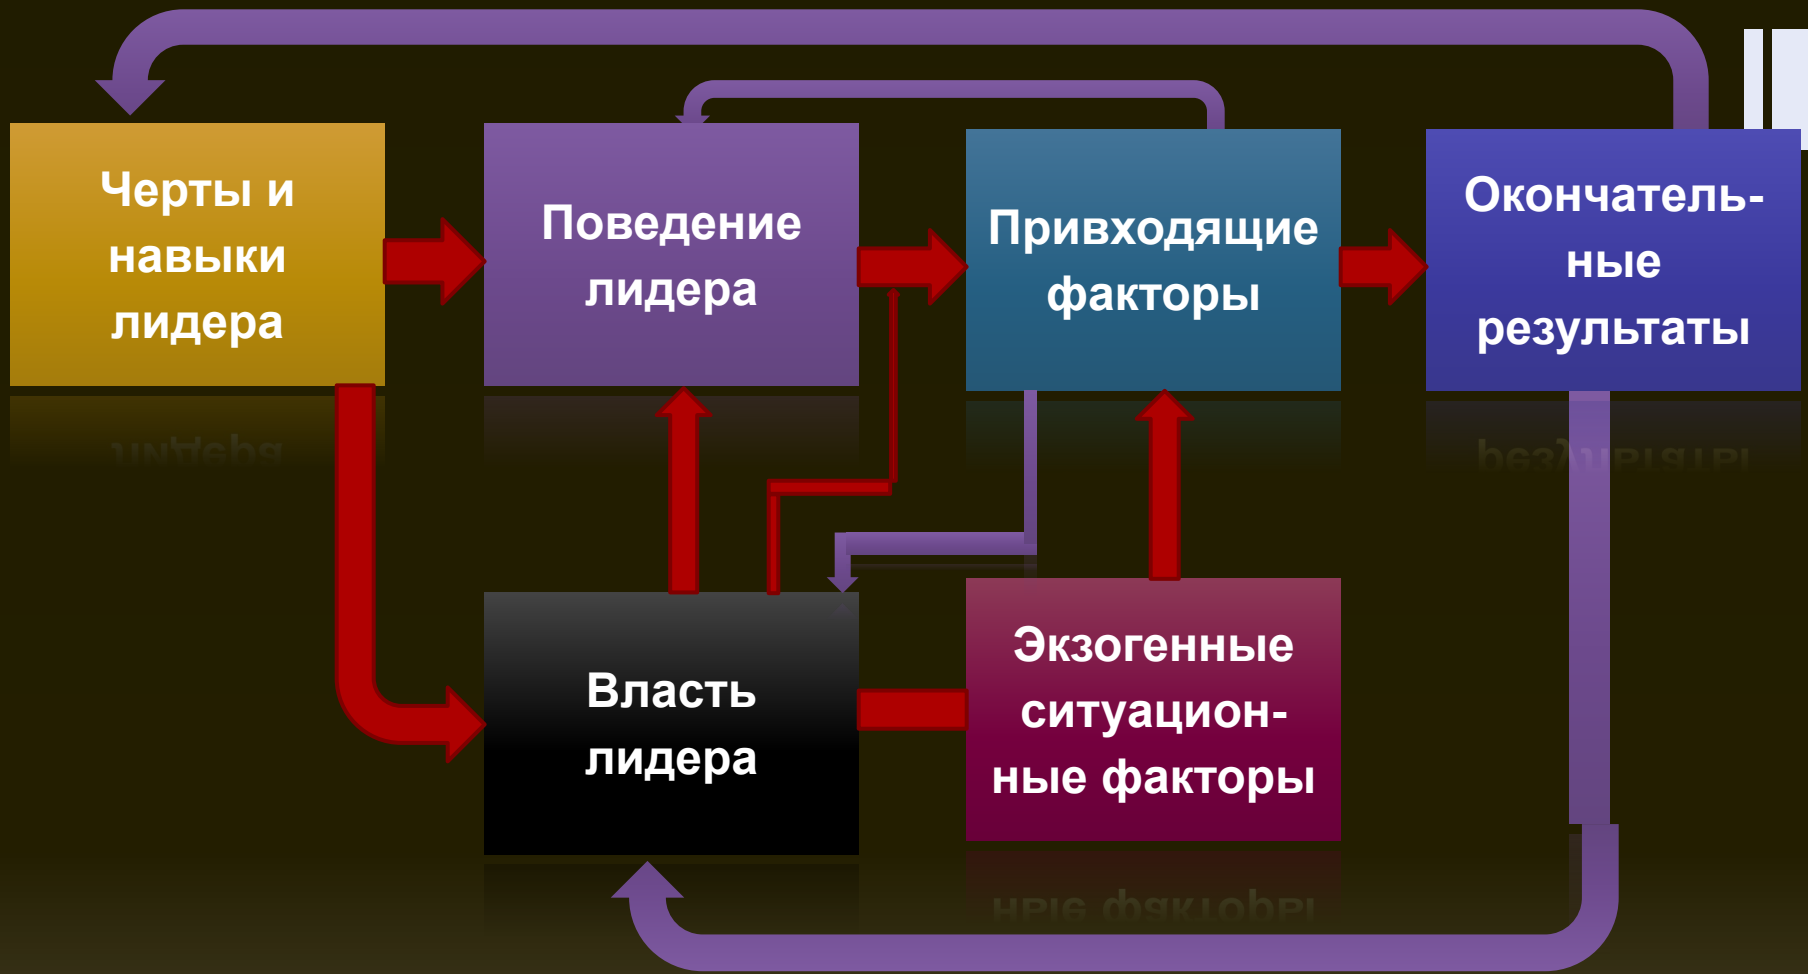 Черты и
навыки
лидера
Поведение
лидера
Привходящие
факторы
Окончатель-
ные
результаты
Власть
лидера
Экзогенные
ситуацион-
ные факторы